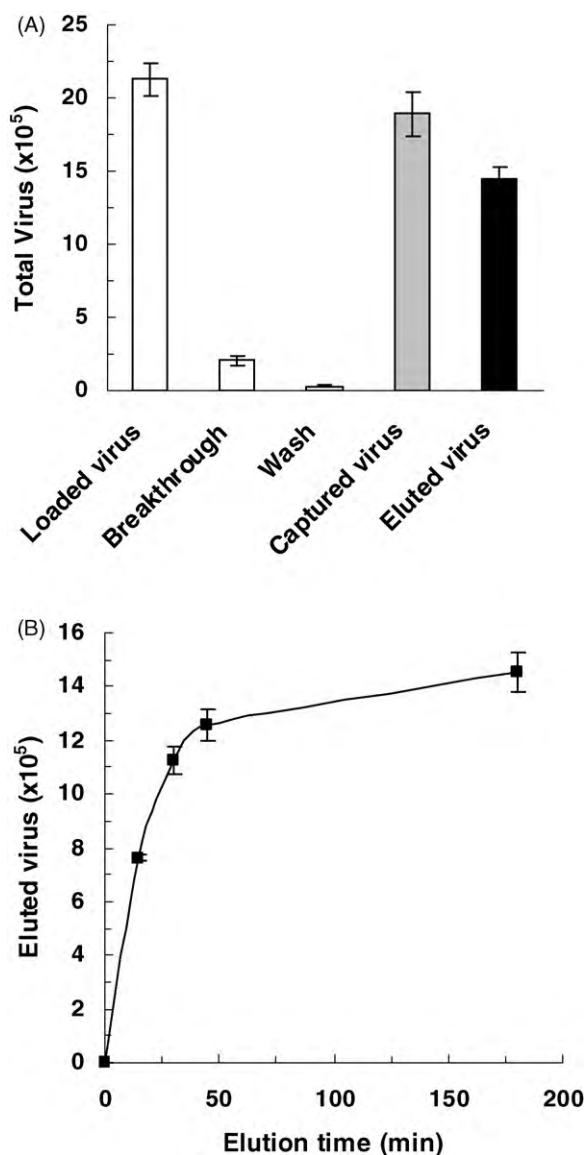 (A)
Total Virus (x10⁵)
25
20
15
10
5
0
Loaded virus
Breakthrough
Wash
Captured virus
Eluted virus
(B)
Eluted virus (x10⁵)
16
14
12
10
8
6
4
2
0
0 50 100 150 200
Elution time (min)